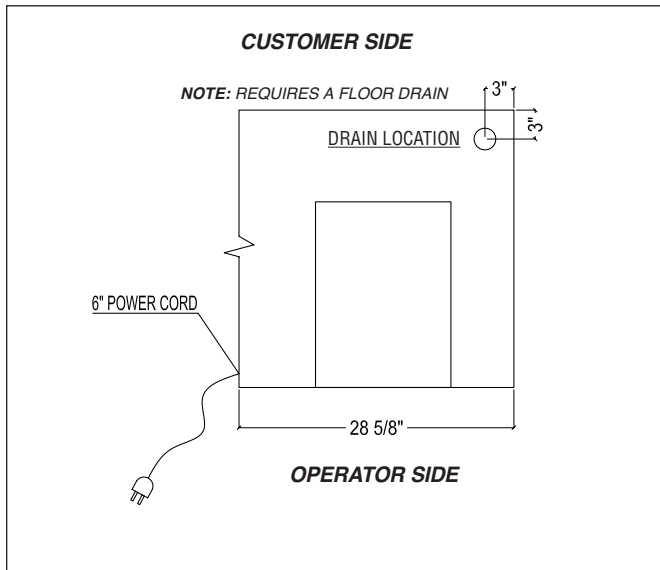 CUSTOMER SIDE
NOTE: REQUIRES A FLOOR DRAIN
3"
3"
DRAIN LOCATION
6" POWER CORD
28 5/8"
OPERATOR SIDE